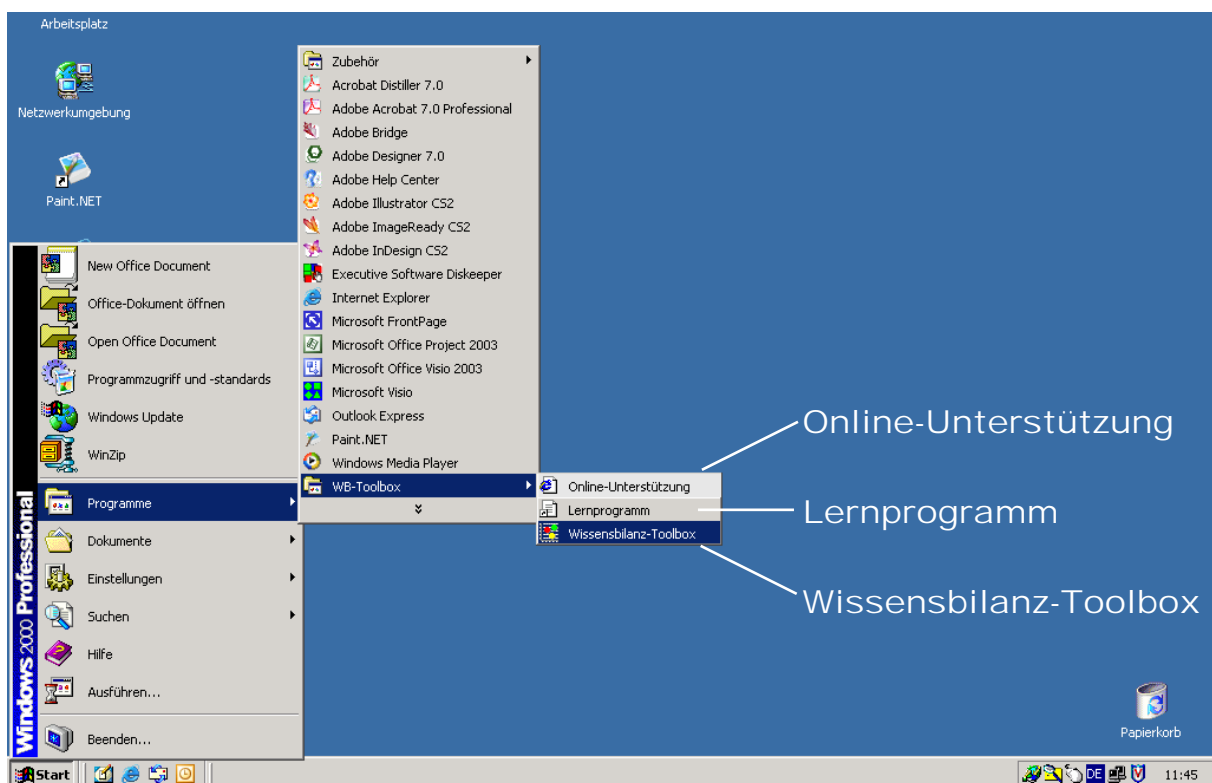 Arbeitsplatz
Netzwerkumgebung
Paint.NET
Zubehör
Acrobat Distiller 7.0
Adobe Acrobat 7.0 Professional
Adobe Bridge
Adobe Designer 7.0
Adobe Help Center
Adobe Illustrator CS2
Adobe ImageReady CS2
Adobe InDesign CS2
Executive Software Diskeeper
Internet Explorer
Microsoft FrontPage
Microsoft Office Project 2003
Microsoft Office Visio 2003
Microsoft Visio
Outlook Express
Paint.NET
Windows Media Player
WB-Toolbox
New Office Document
Office-Dokument öffnen
Open Office Document
Programmzugriff und -standards
Windows Update
WinZip
Programme
Dokumente
Einstellungen
Suchen
Hilfe
Ausführen...
Beenden...
Windows 2000 Professional
Online-Unterstützung
Lernprogramm
Wissensbilanz-Toolbox
Online-Unterstützung
Lernprogramm
Wissensbilanz-Toolbox
Papierkorb
Start
DE
11:45